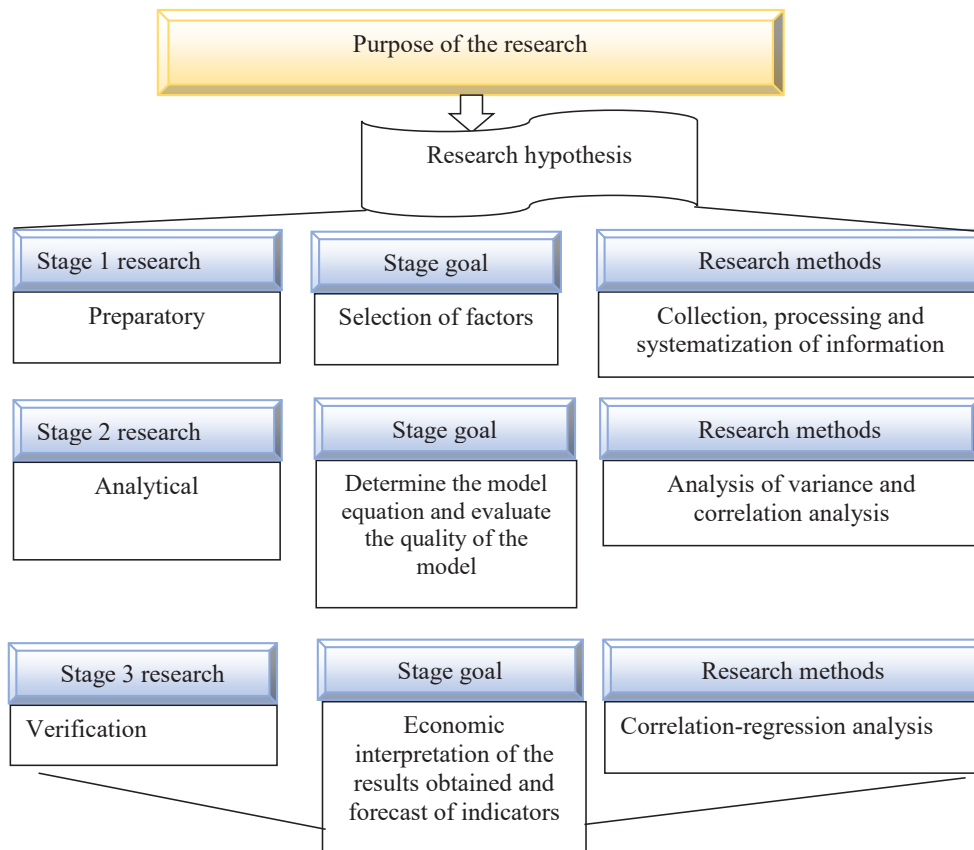 Purpose of the research
Research hypothesis
Stage 1 research
Stage goal
Research methods
Preparatory
Selection of factors
Collection, processing and
systematization of information
Stage 2 research
Stage goal
Research methods
Analytical
Determine the model
equation and evaluate
the quality of the
model
Analysis of variance and
correlation analysis
Stage 3 research
Stage goal
Research methods
Verification
Economic
interpretation of the
results obtained and
forecast of indicators
Correlation-regression analysis